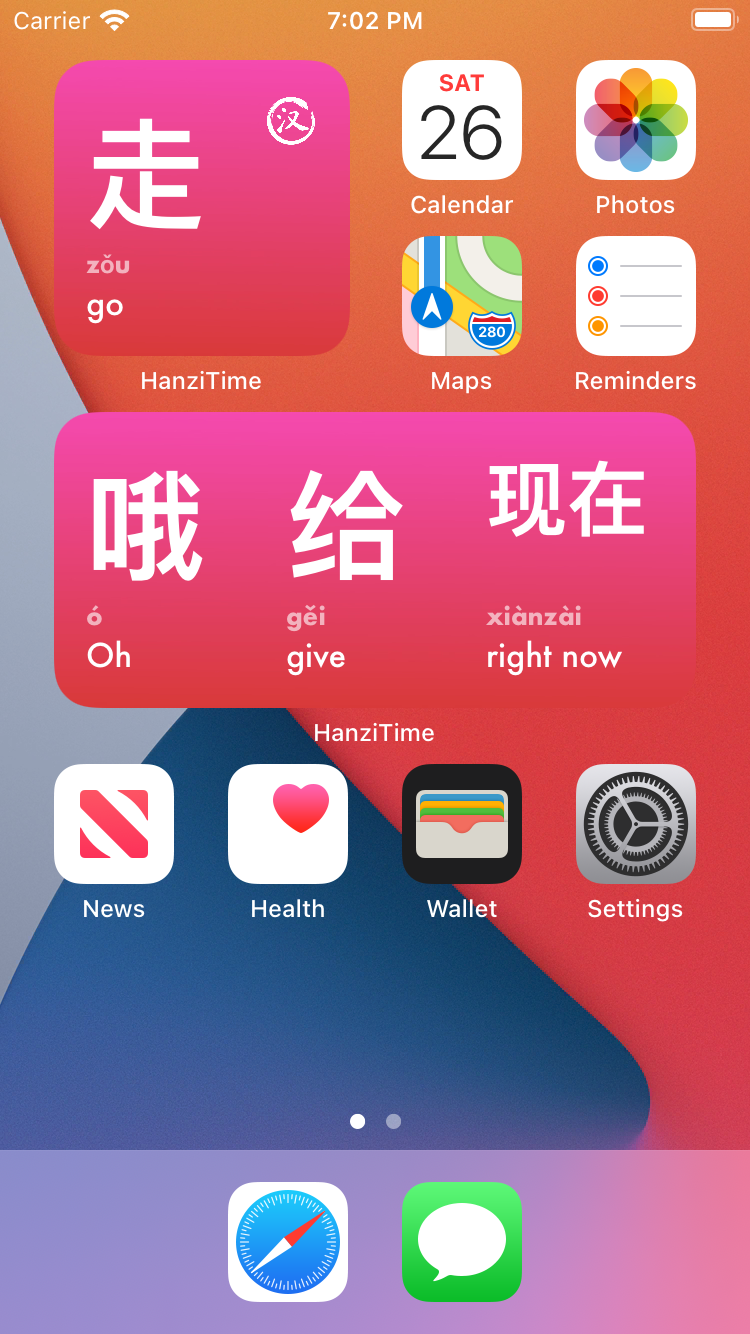 Carrier 7:02 PM
汉
走
zǒu
go
HanziTime
SAT
26
Calendar
Photos
280
Maps
Reminders
哦 给 现在
ó gěi xiànzài
Oh give right now
HanziTime
News Health Wallet Settings